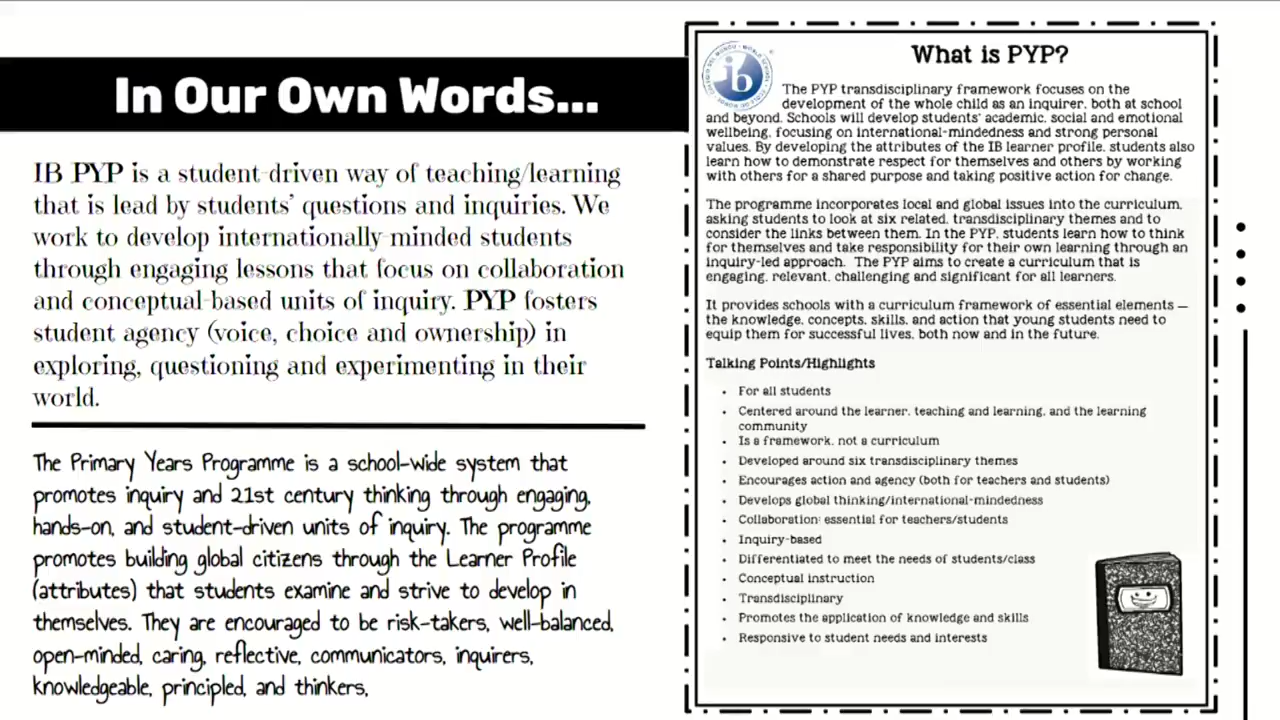 In Our Own Words...
IB PYP is a student-driven way of teaching/learning
that is lead by students' questions and inquiries. We
work to develop internationally-minded students
through engaging lessons that focus on collaboration
and conceptual-based units of inquiry. PYP fosters
student agency (voice, choice and ownership) in
exploring, questioning and experimenting in their
world.
The Primary Years Programme is a school-wide system that
promotes inquiry and 21st century thinking through engaging,
hands-on, and student-driven units of inquiry. The programme
promotes building global citizens through the Learner Profile
(attributes) that students examine and strive to develop in
themselves. They are encouraged to be risk-takers, well-balanced,
open-minded, caring, reflective, communicators, inquirers,
knowledgeable, principled, and thinkers,
ib
What is PYP?
The PYP transdisciplinary framework focuses on the
development of the whole child as an inquirer, both at school
and beyond. Schools will develop students' academic, social and emotional
wellbeing, focusing on international-mindedness and strong personal
values. By developing the attributes of the IB learner profile, students also
learn how to demonstrate respect for themselves and others by working
with others for a shared purpose and taking positive action for change.
The programme incorporates local and global issues into the curriculum,
asking students to look at six related, transdisciplinary themes and to
consider the links between them. In the PYP, students learn how to think
for themselves and take responsibility for their own learning through an
inquiry-led approach. The PYP aims to create a curriculum that is
engaging, relevant, challenging and significant for all learners.
It provides schools with a curriculum framework of essential elements —
the knowledge, concepts, skills, and action that young students need to
equip them for successful lives, both now and in the future.
Talking Points/Highlights
• For all students
• Centered around the learner, teaching and learning, and the learning
community
• Is a framework, not a curriculum
• Developed around six transdisciplinary themes
• Encourages action and agency (both for teachers and students)
• Develops global thinking/international-mindedness
• Collaboration: essential for teachers/students
• Inquiry-based
• Differentiated to meet the needs of students/class
• Conceptual instruction
• Transdisciplinary
• Promotes the application of knowledge and skills
• Responsive to student needs and interests